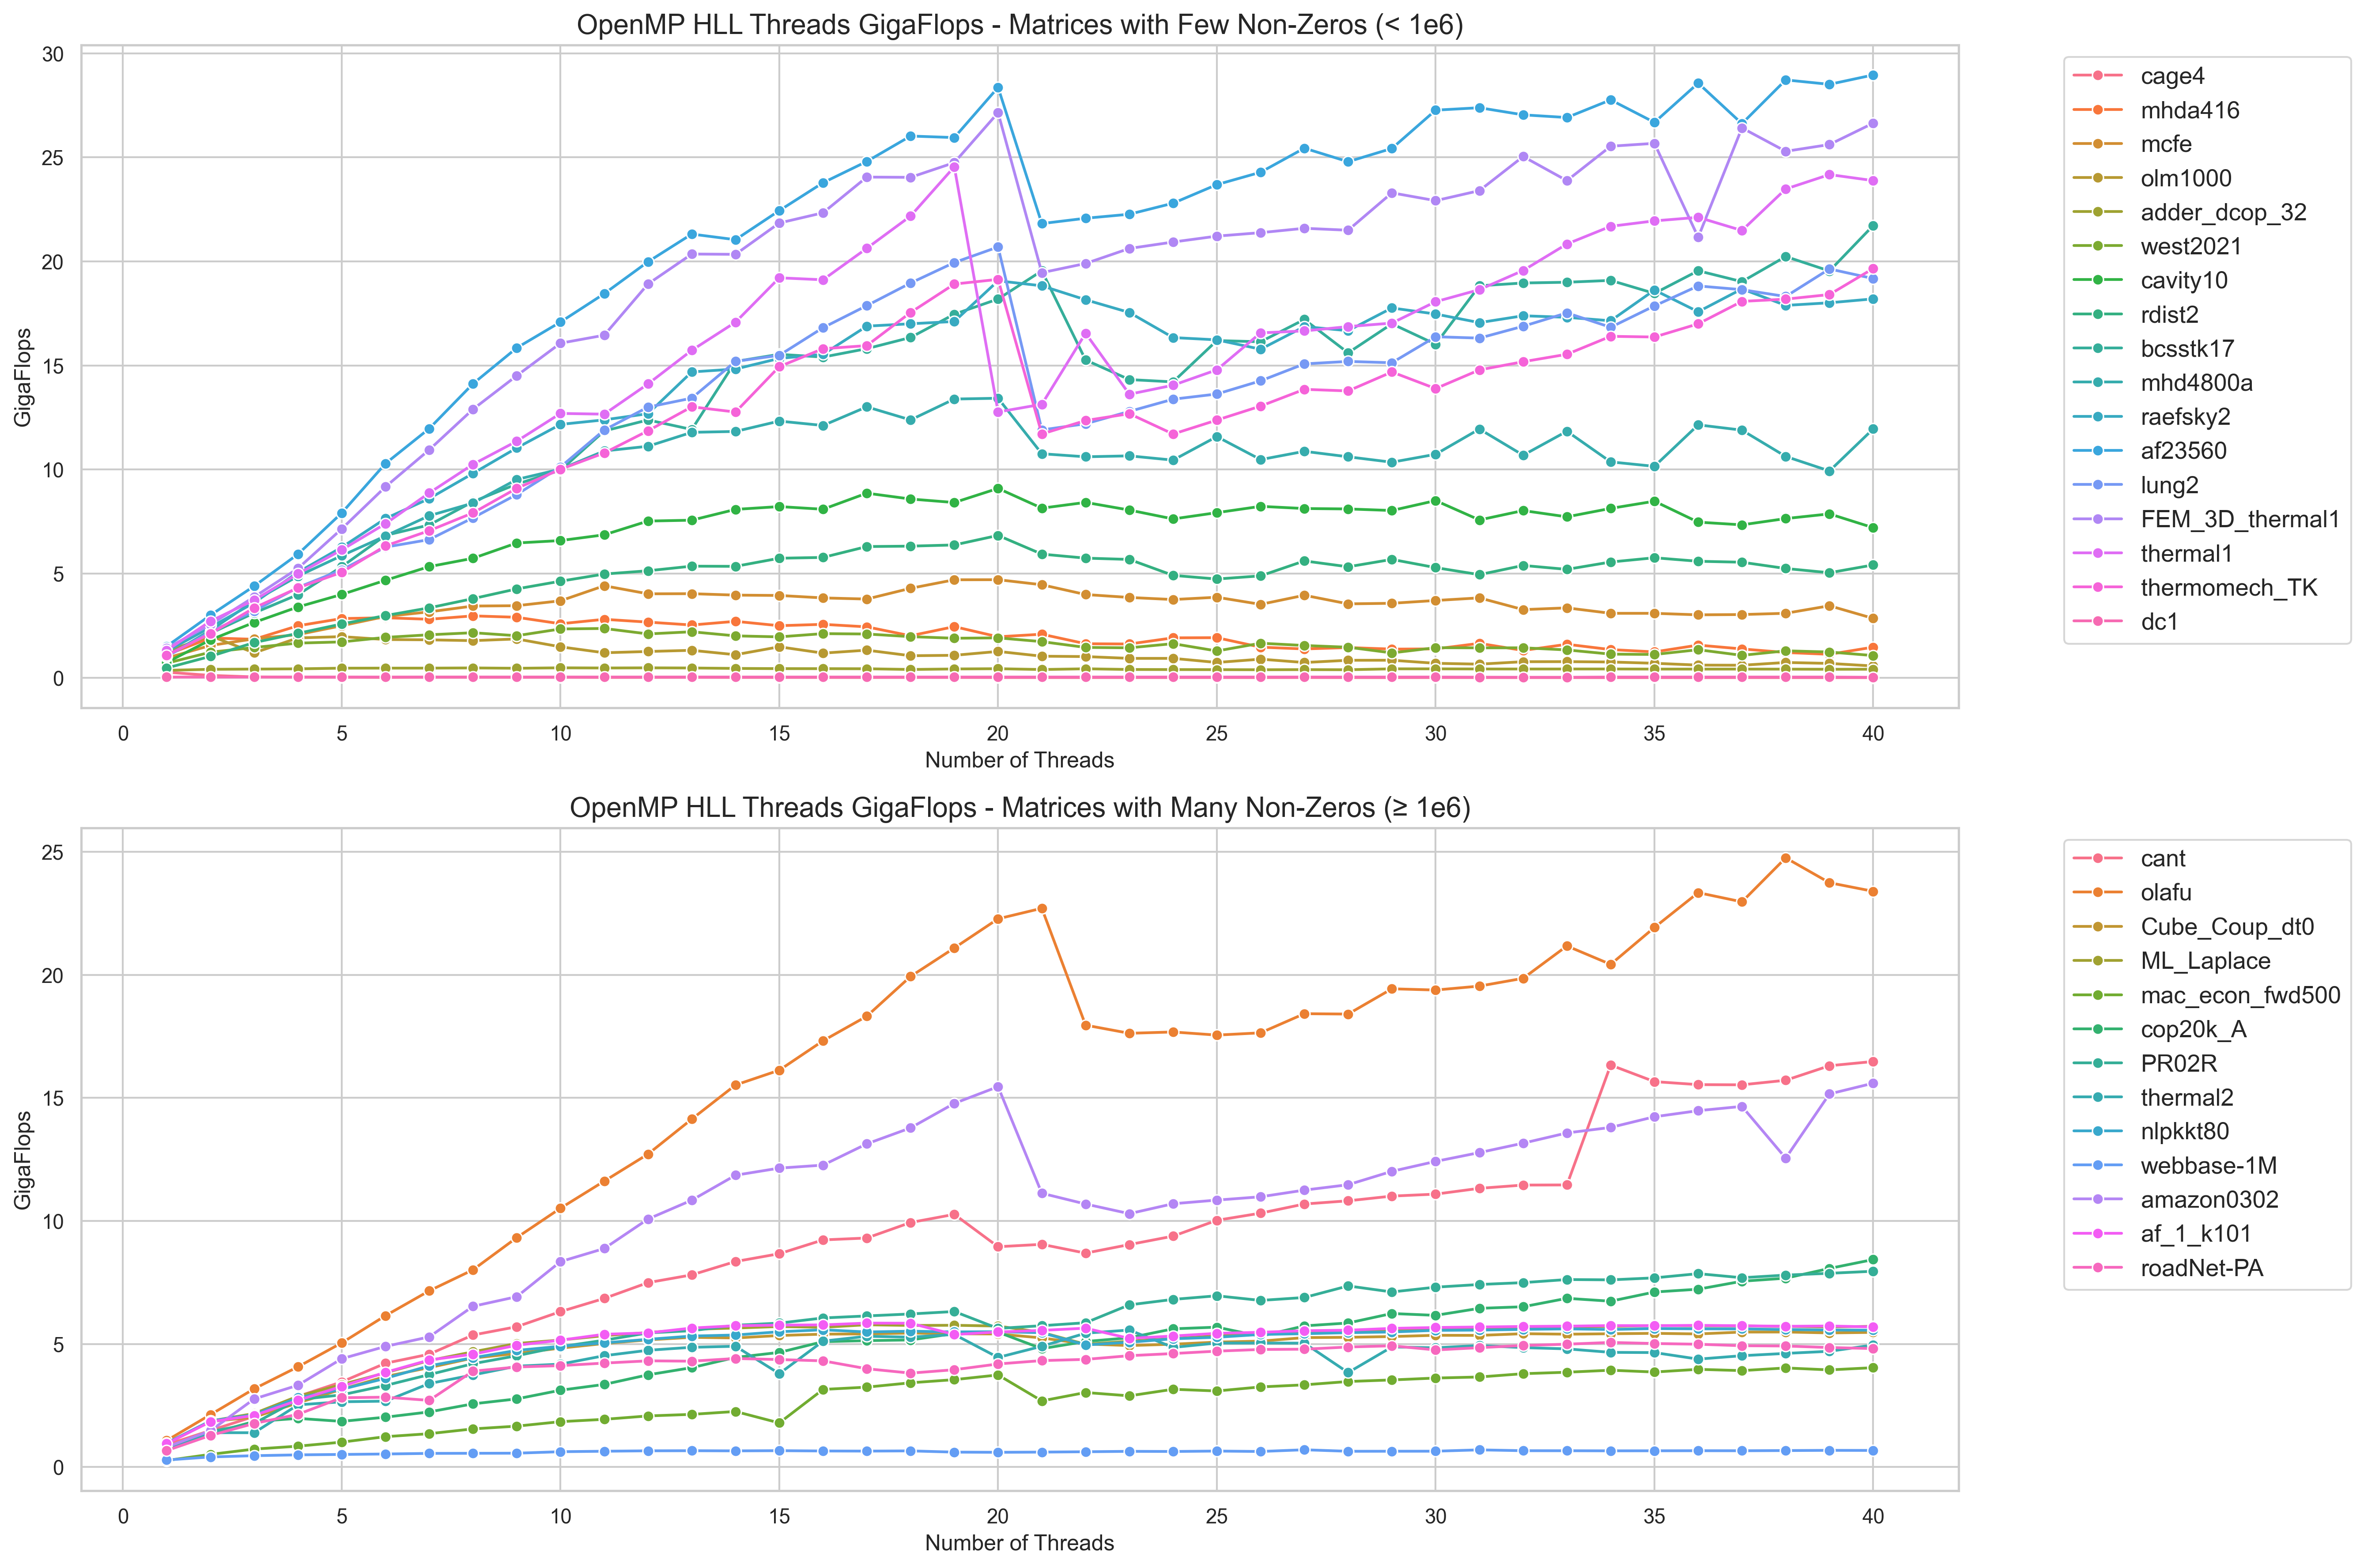 OpenMP HLL Threads GigaFlops - Matrices with Few Non-Zeros (< 1e6)
30
25
20
15
10
5
0
GigaFlops
0 5 10 15 20 25 30 35 40
Number of Threads
cage4
mhda416
mcfe
olm1000
adder_dcop_32
west2021
cavity10
rdist2
bcsstk17
mhd4800a
raefsky2
af23560
lung2
FEM_3D_thermal1
thermal1
thermomech_TK
dc1
OpenMP HLL Threads GigaFlops - Matrices with Many Non-Zeros (≥ 1e6)
25
20
15
10
5
0
GigaFlops
0 5 10 15 20 25 30 35 40
Number of Threads
cant
olafu
Cube_Coup_dt0
ML_Laplace
mac_econ_fwd500
cop20k_A
PR02R
thermal2
nlpkkt80
webbase-1M
amazon0302
af_1_k101
roadNet-PA